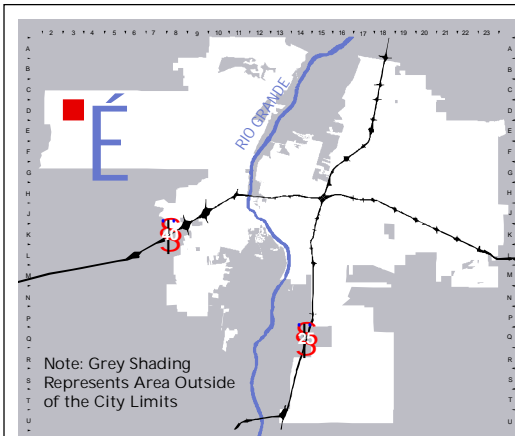 2 3 4 5 6 7 8 9 10 11 12 13 14 15 16 17 18 19 20 21 22 23
A
B
C
D
E
F
G
H
J
K
L
M
N
P
Q
R
S
T
U
É
RIO GRANDE
40
25
Note: Grey Shading
Represents Area Outside
of the City Limits
A
B
C
D
E
F
G
H
J
K
L
M
N
P
Q
R
S
T
U